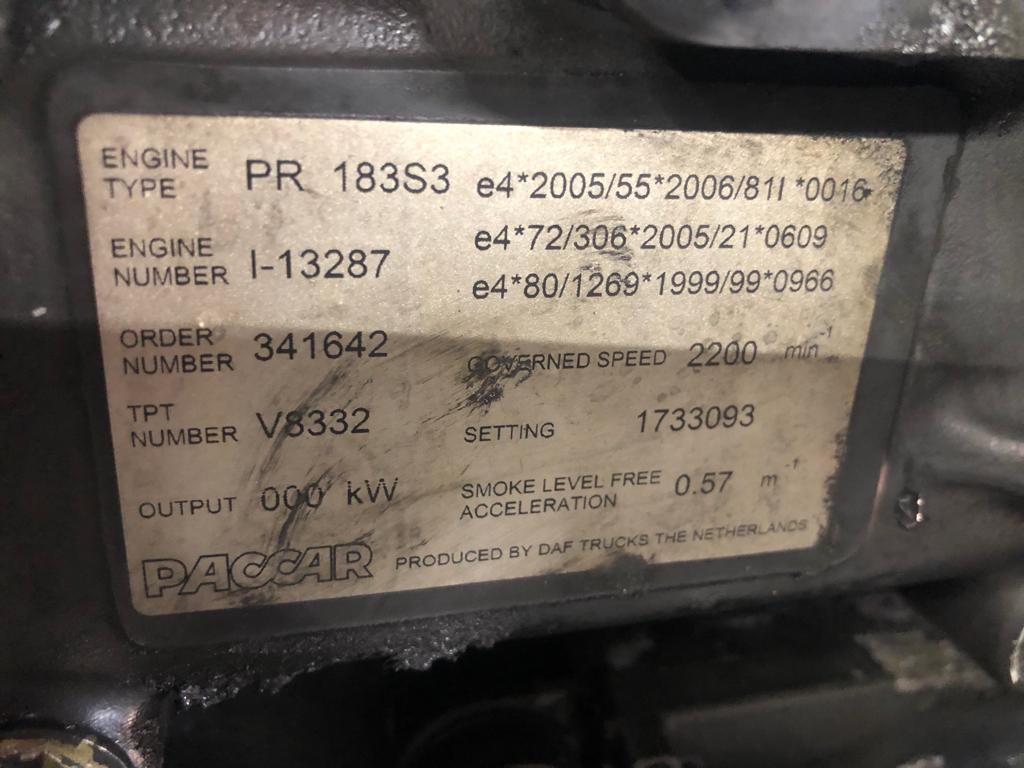 ENGINE TYPE PR 183S3 e4*2005/55*2006/81I *0016
e4*72/306*2005/21*0609
ENGINE NUMBER I-13287
e4*80/1269*1999/99*0966
ORDER NUMBER 341642 GOVERNED SPEED 2200 min-1
TPT NUMBER V8332 SETTING 1733093
OUTPUT 000 kW SMOKE LEVEL FREE ACCELERATION 0.57 m-1
PACCAR PRODUCED BY DAF TRUCKS THE NETHERLANDS